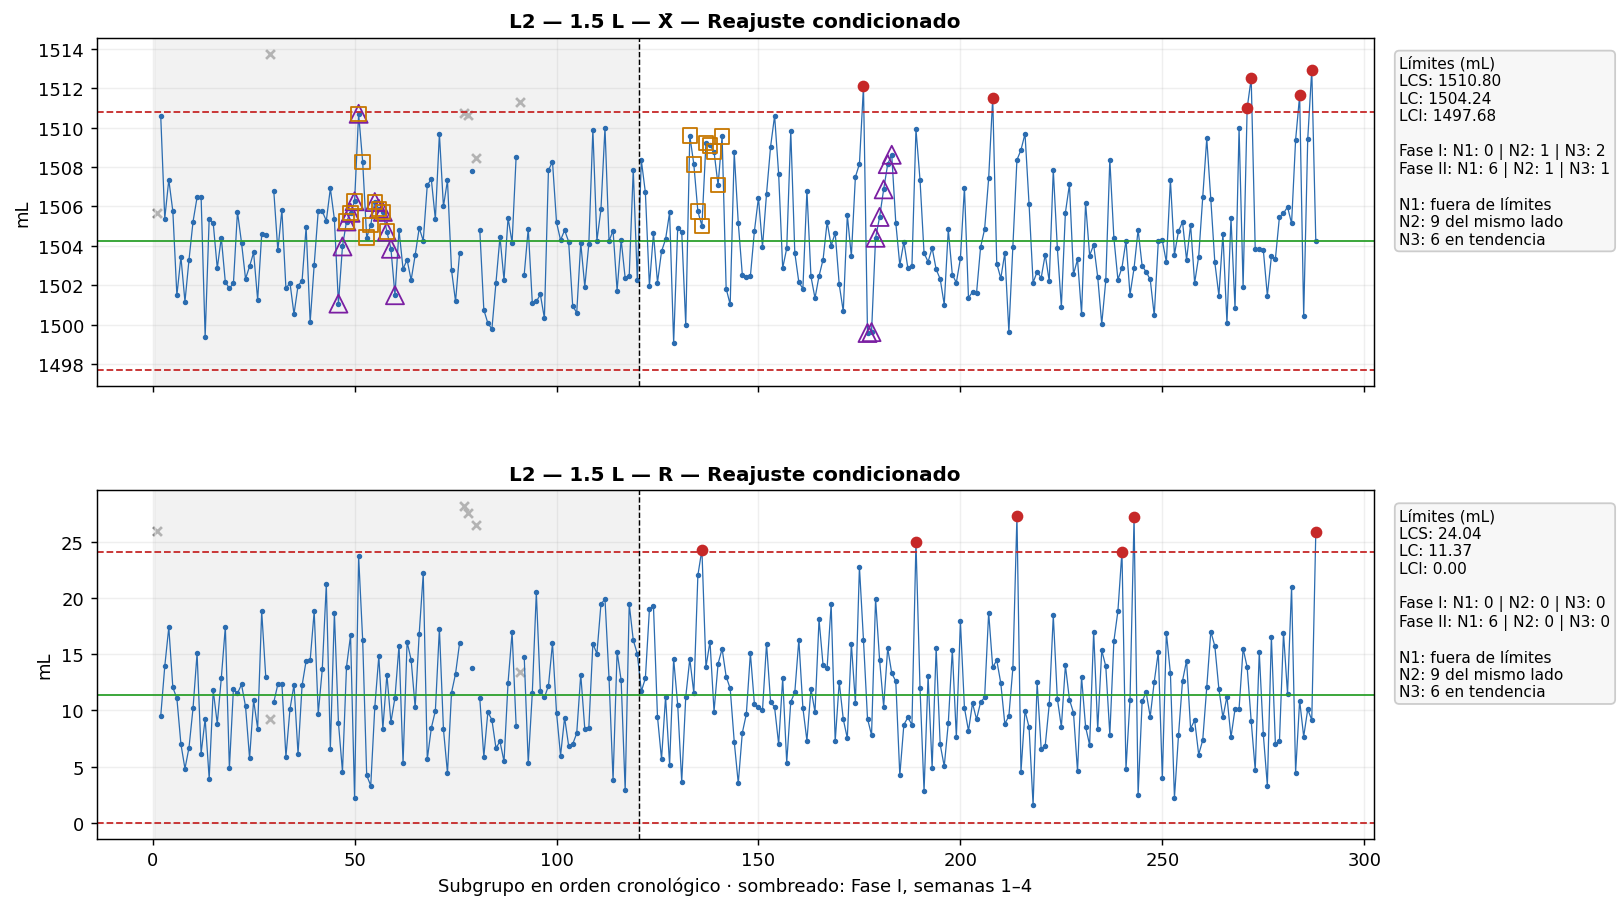 L2 — 1.5 L — X̄ — Reajuste condicionado
1514
1512
1510
1508
1506
1504
1502
1500
1498
mL
Límites (mL)
LCS: 1510.80
LC: 1504.24
LCI: 1497.68
Fase I: N1: 0 | N2: 1 | N3: 2
Fase II: N1: 6 | N2: 1 | N3: 1
N1: fuera de límites
N2: 9 del mismo lado
N3: 6 en tendencia
L2 — 1.5 L — R — Reajuste condicionado
25
20
15
10
5
0
mL
0 50 100 150 200 250 300
Subgrupo en orden cronológico · sombreado: Fase I, semanas 1–4
Límites (mL)
LCS: 24.04
LC: 11.37
LCI: 0.00
Fase I: N1: 0 | N2: 0 | N3: 0
Fase II: N1: 6 | N2: 0 | N3: 0
N1: fuera de límites
N2: 9 del mismo lado
N3: 6 en tendencia